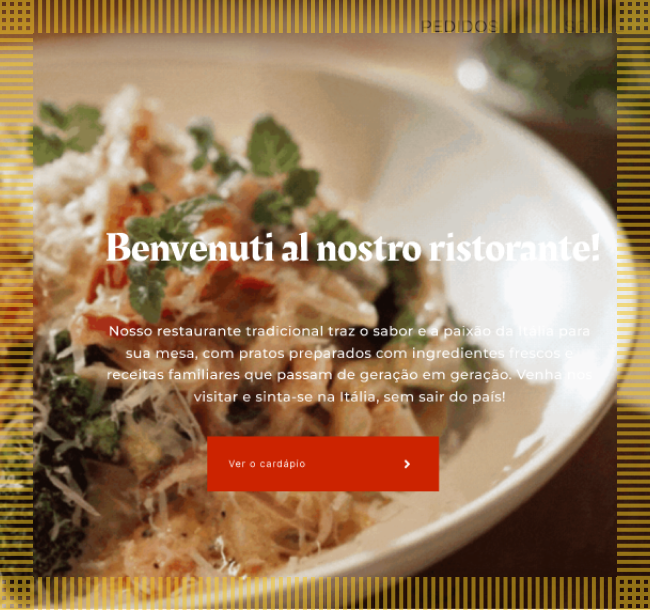 PEDIDOS
Benvenuti al nostro ristorante!
Nosso restaurante tradicional traz o sabor e a paixão da Itália para
sua mesa, com pratos preparados com ingredientes frescos e
receitas familiares que passam de geração em geração. Venha nos
visitar e sinta-se na Itália, sem sair do país!
Ver o cardápio